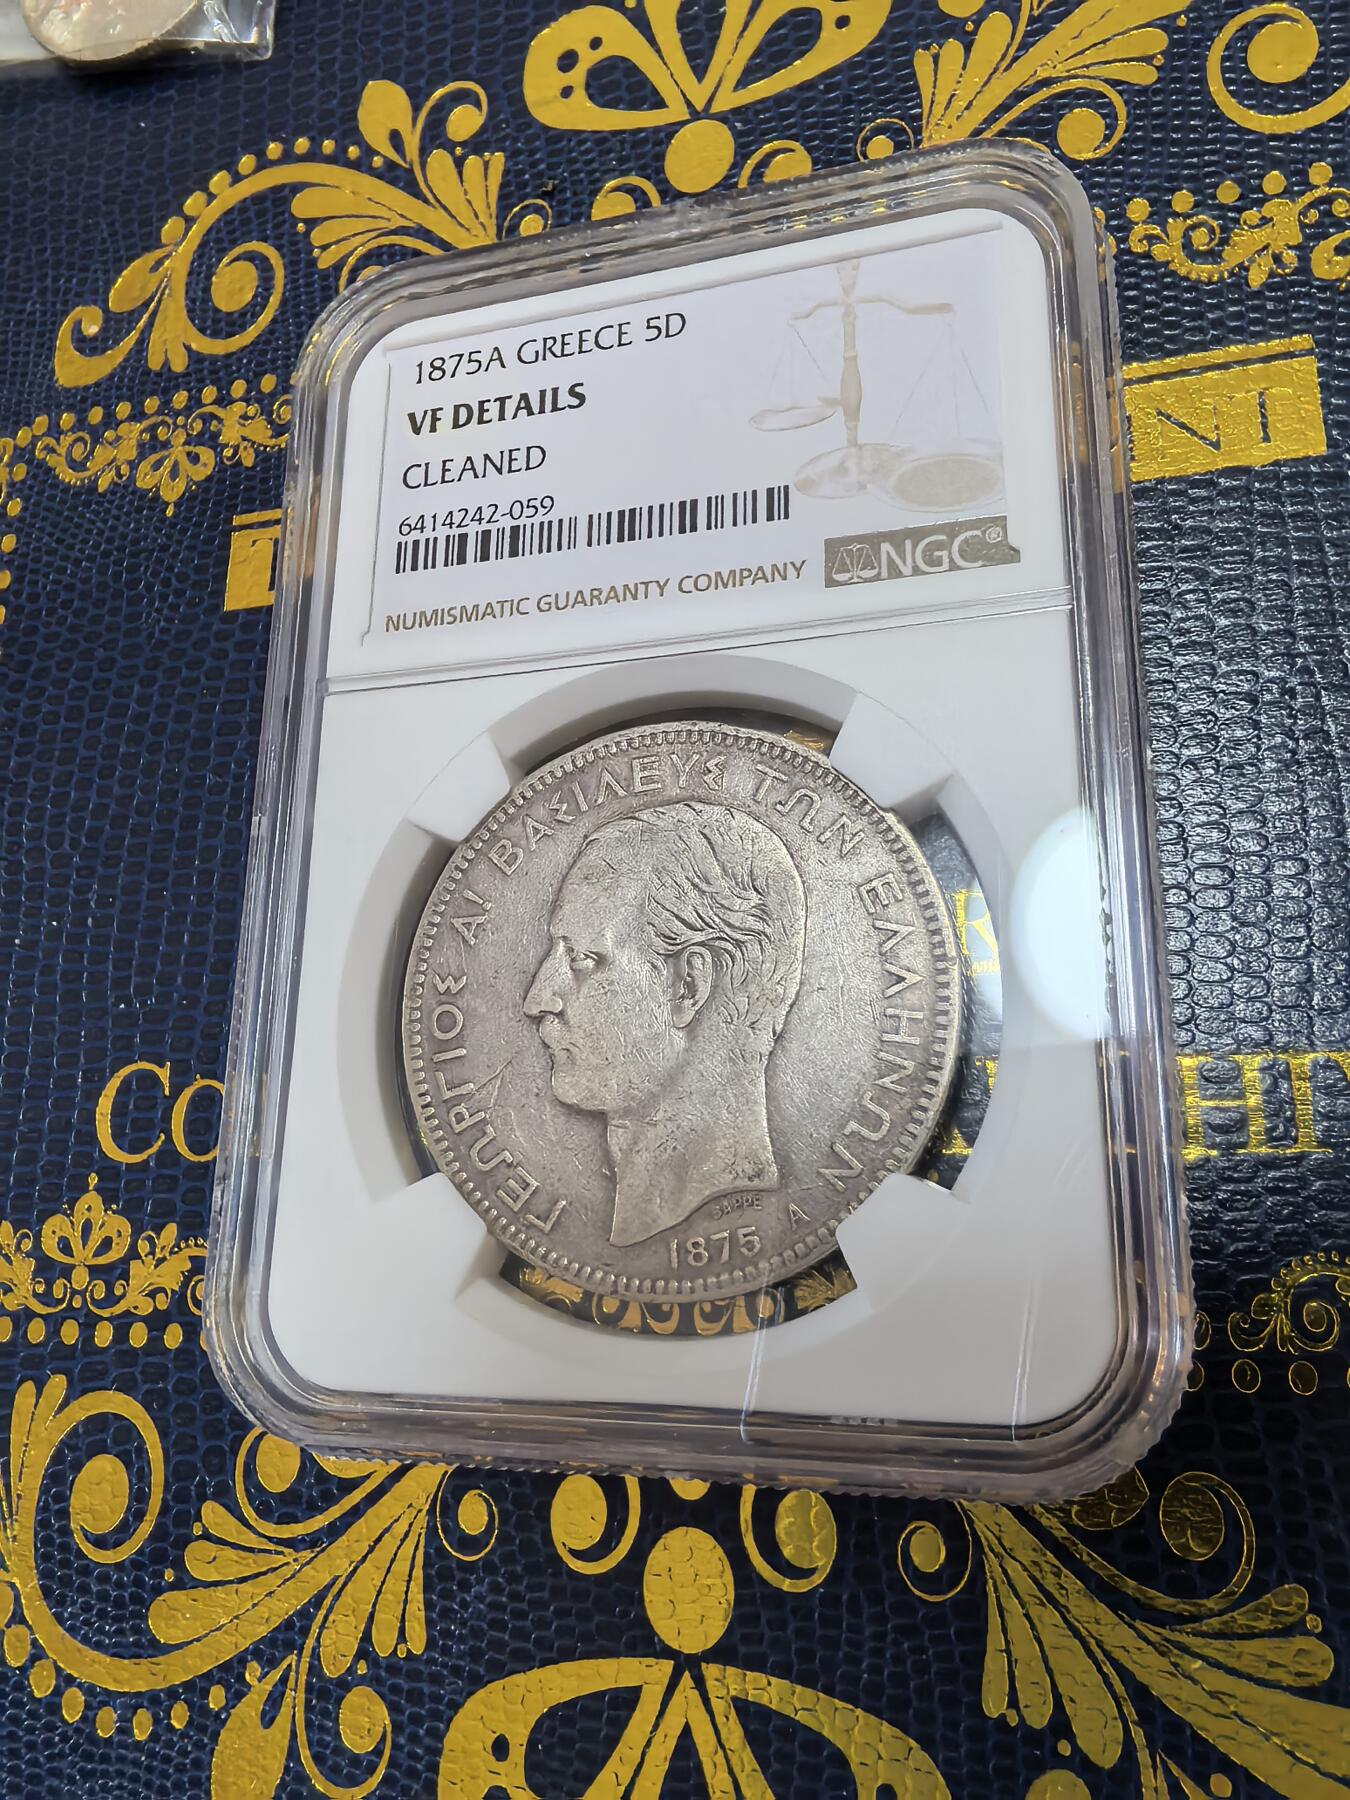 1875A GREECE 5D
VF DETAILS
CLEANED
6414242-059
NGC®
NUMISMATIC GUARANTY COMPANY
ΓΕΩΡΓΙΟΣ Α! ΒΑΣΙΛΕΥΣ ΤΩΝ ΕΛΛΗΝΩΝ
BARRE
1875 A